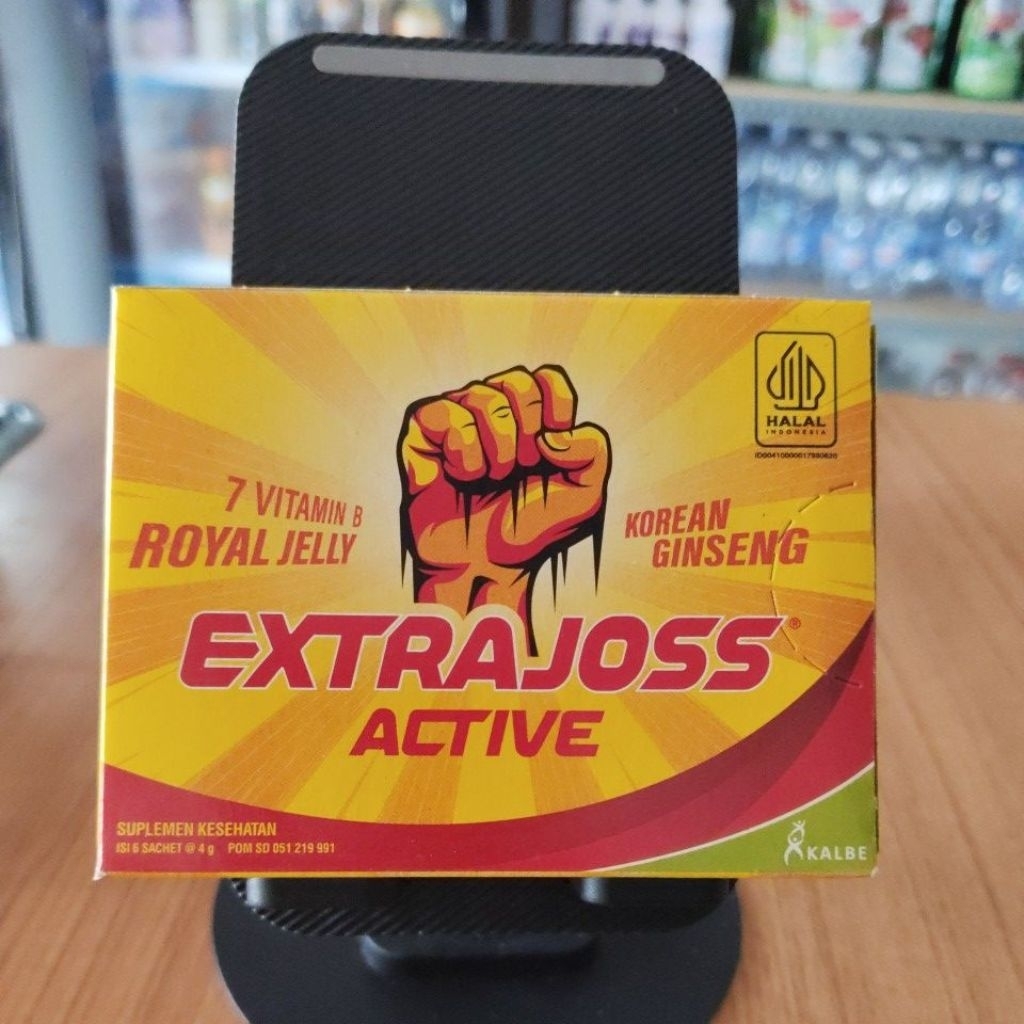 HALAL
INDONESIA
7 VITAMIN B
ROYAL JELLY
KOREAN
GINSENG
EXTRAJOSS®
ACTIVE
SUPLEMEN KESEHATAN
ISI 6 SACHET @ 4 g POM SD 051 219 991
KALBE